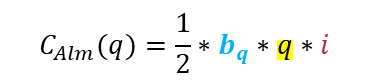 C_Alm(q) = 1/2 * b_q * q * i